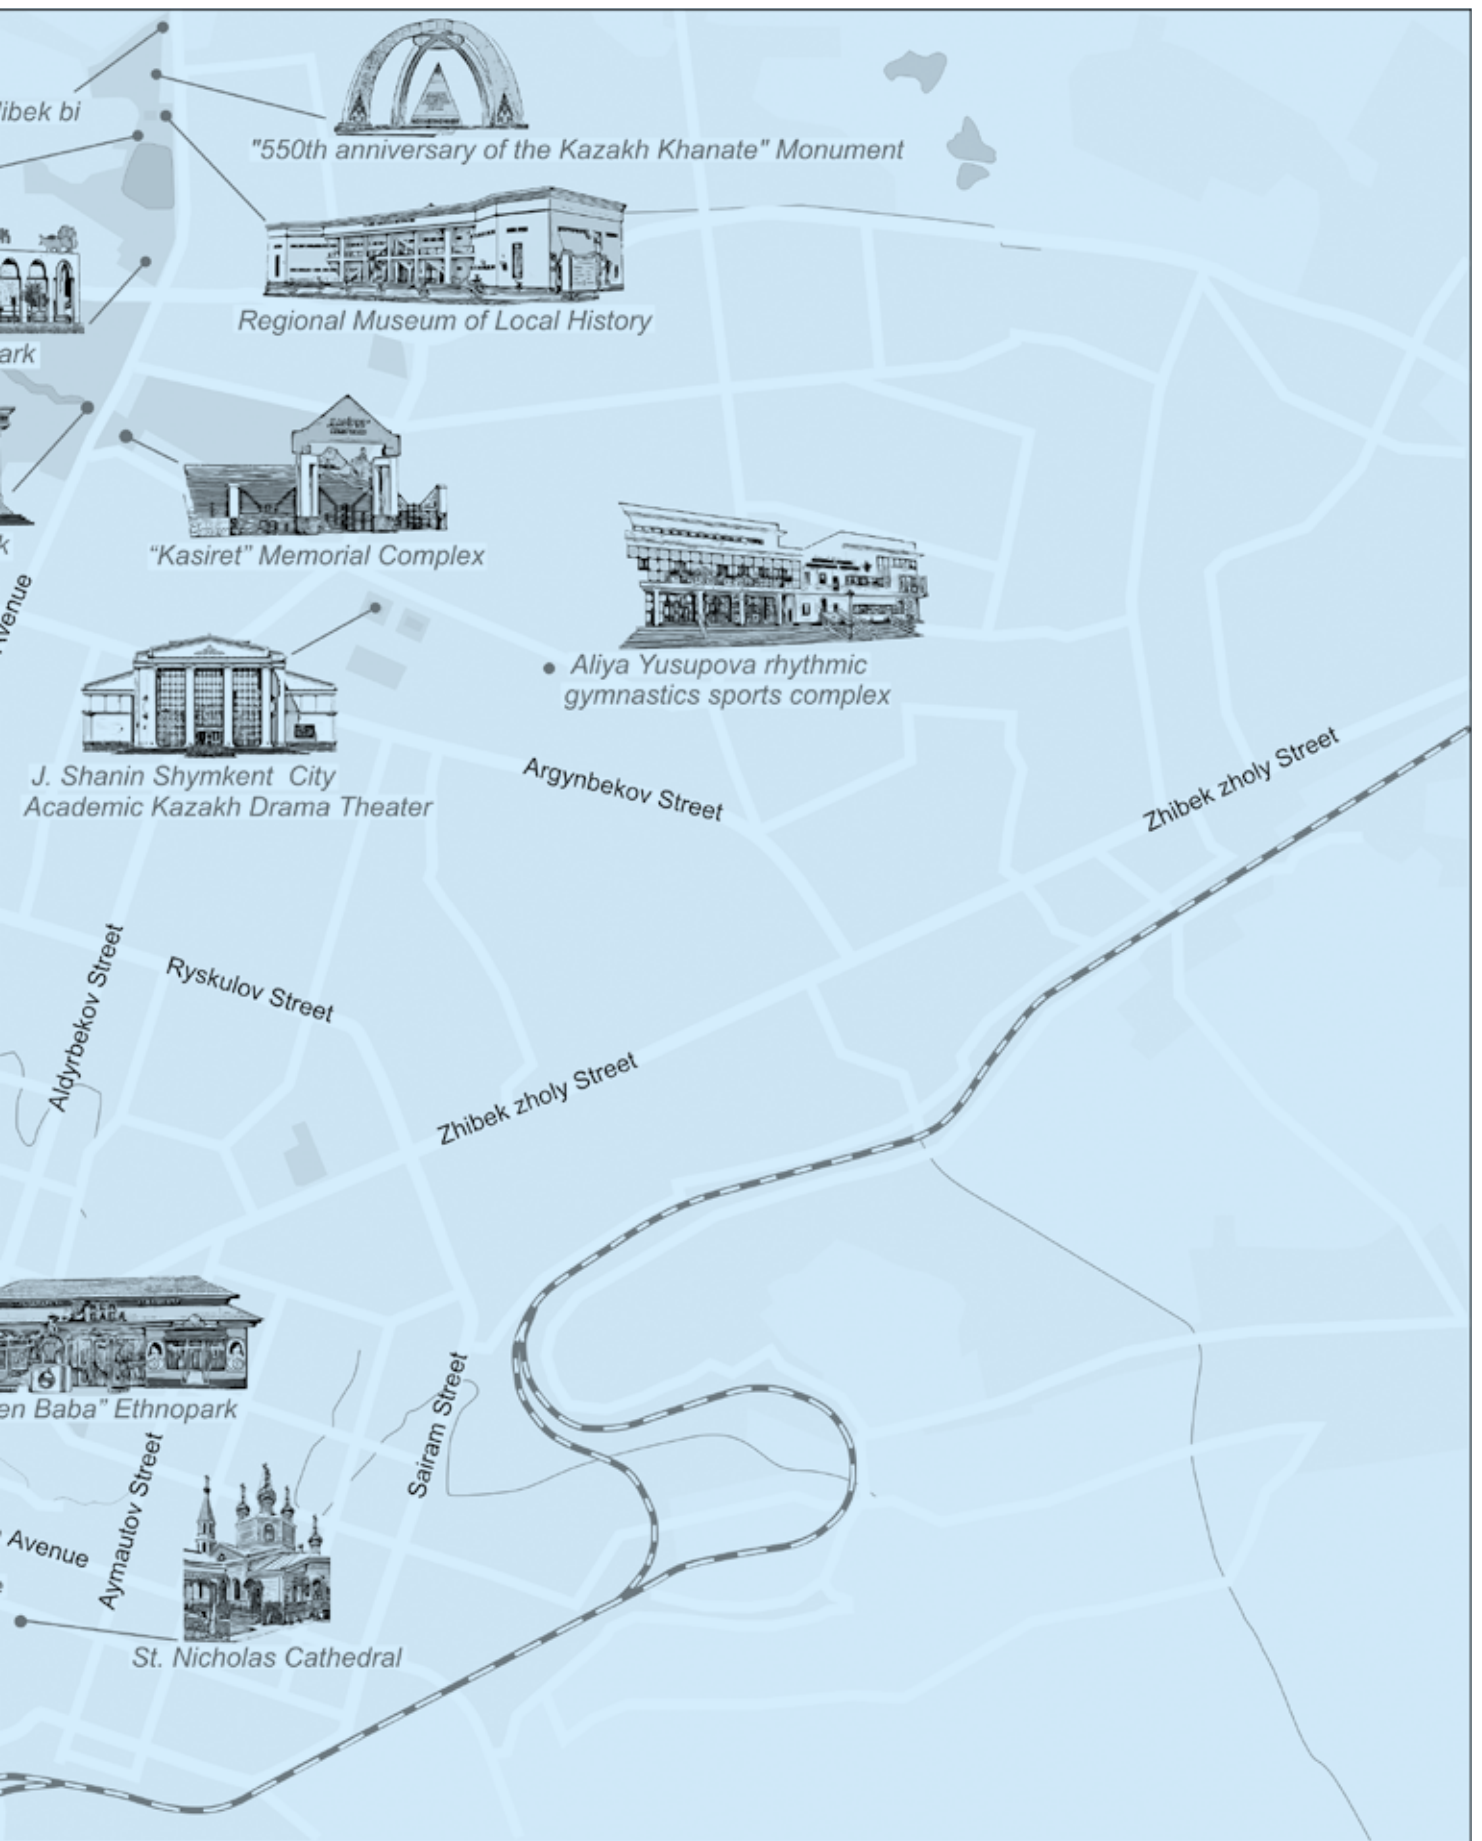 libek bi
"550th anniversary of the Kazakh Khanate" Monument
Regional Museum of Local History
ark
k
"Kasiret" Memorial Complex
Avenue
Aliya Yusupova rhythmic
gymnastics sports complex
J. Shanin Shymkent City
Academic Kazakh Drama Theater
Argynbekov Street
Zhibek zholy Street
Aldyrbekov Street
Ryskulov Street
Zhibek zholy Street
en Baba” Ethnopark
Sairam Street
Aymautov Street
Avenue
St. Nicholas Cathedral